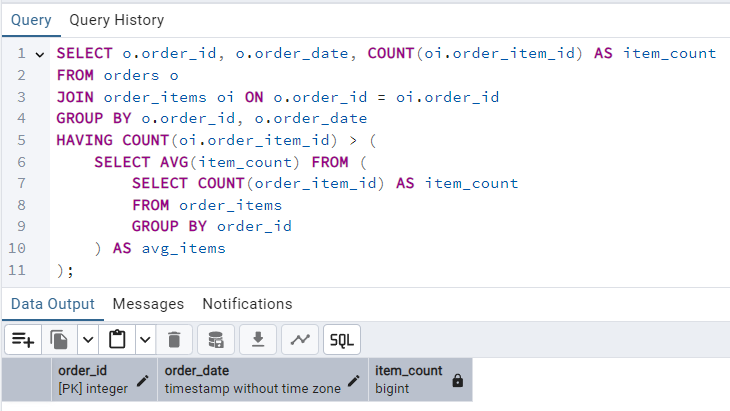 Query Query History
1 SELECT o.order_id, o.order_date, COUNT(oi.order_item_id) AS item_count
2 FROM orders o
3 JOIN order_items oi ON o.order_id = oi.order_id
4 GROUP BY o.order_id, o.order_date
5 HAVING COUNT(oi.order_item_id) > (
6 SELECT AVG(item_count) FROM (
7 SELECT COUNT(order_item_id) AS item_count
8 FROM order_items
9 GROUP BY order_id
10 ) AS avg_items
11 );
Data Output Messages Notifications
SQL
order_id order_date item_count
[PK] integer timestamp without time zone bigint